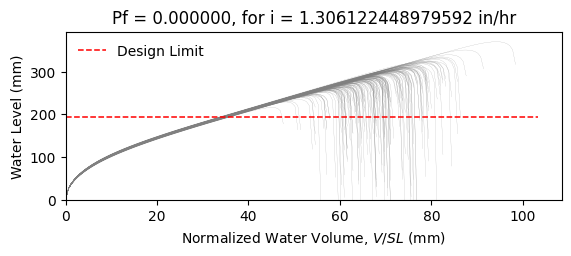 Pf = 0.000000, for i = 1.306122448979592 in/hr
Design Limit
Water Level (mm)
300
200
100
0
0 20 40 60 80 100
Normalized Water Volume, V/SL (mm)